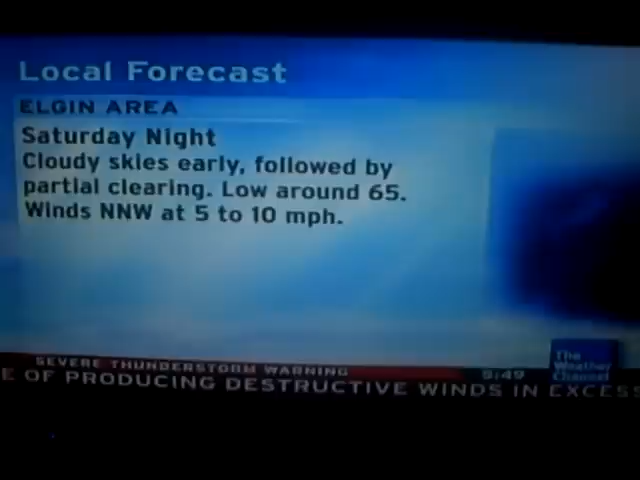 Local Forecast
ELGIN AREA
Saturday Night
Cloudy skies early, followed by
partial clearing. Low around 65.
Winds NNW at 5 to 10 mph.
SEVERE THUNDERSTORM WARNING
The
Weather
Channel
E OF PRODUCING DESTRUCTIVE WINDS IN EXCESS